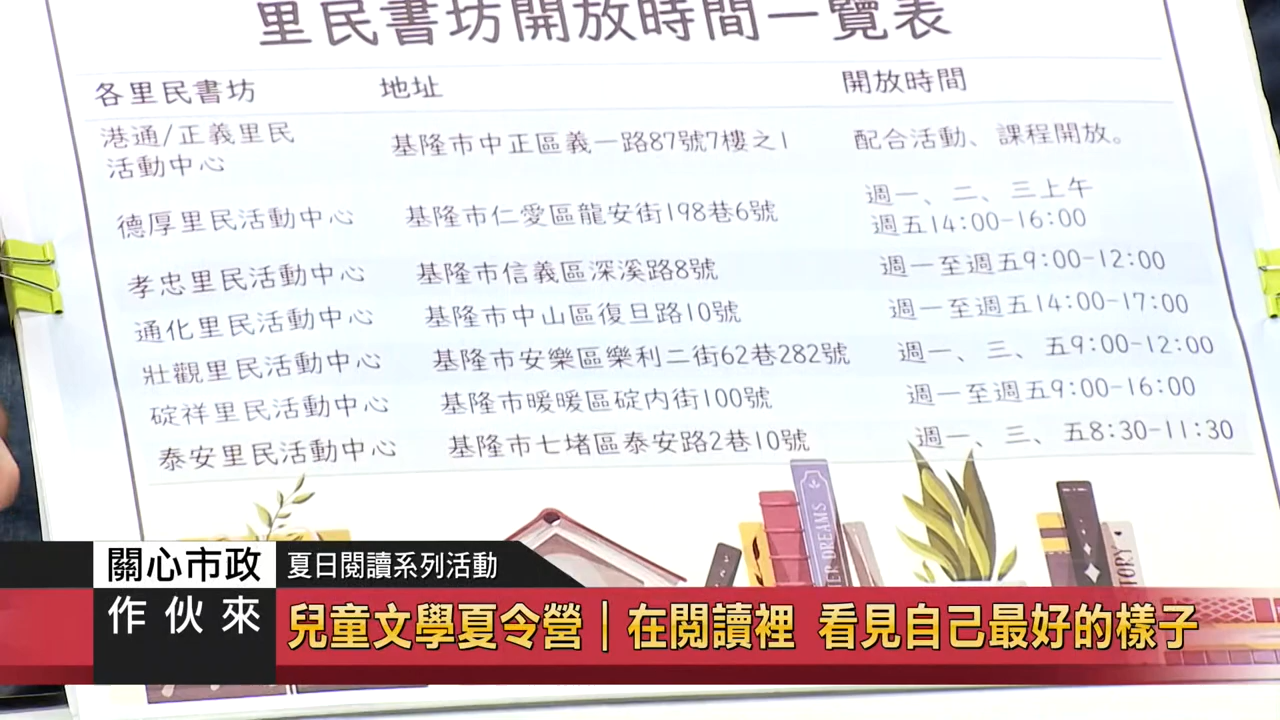 里民書坊開放時間一覽表
各里民書坊 地址 開放時間
港通/正義里民
活動中心 基隆市中正區義一路87號7樓之1 配合活動、課程開放。
德厚里民活動中心 基隆市仁愛區龍安街198巷6號 週一、二、三上午
週五14:00-16:00
孝忠里民活動中心 基隆市信義區深溪路8號 週一至週五9:00-12:00
通化里民活動中心 基隆市中山區復旦路10號 週一至週五14:00-17:00
壯觀里民活動中心 基隆市安樂區樂利二街62巷282號 週一、三、五9:00-12:00
碇祥里民活動中心 基隆市暖暖區碇內街100號 週一至週五9:00-16:00
泰安里民活動中心 基隆市七堵區泰安路2巷10號 週一、三、五8:30-11:30
DREAMS
關心市政 夏日閱讀系列活動
作伙來 兒童文學夏令營｜在閱讀裡 看見自己最好的樣子